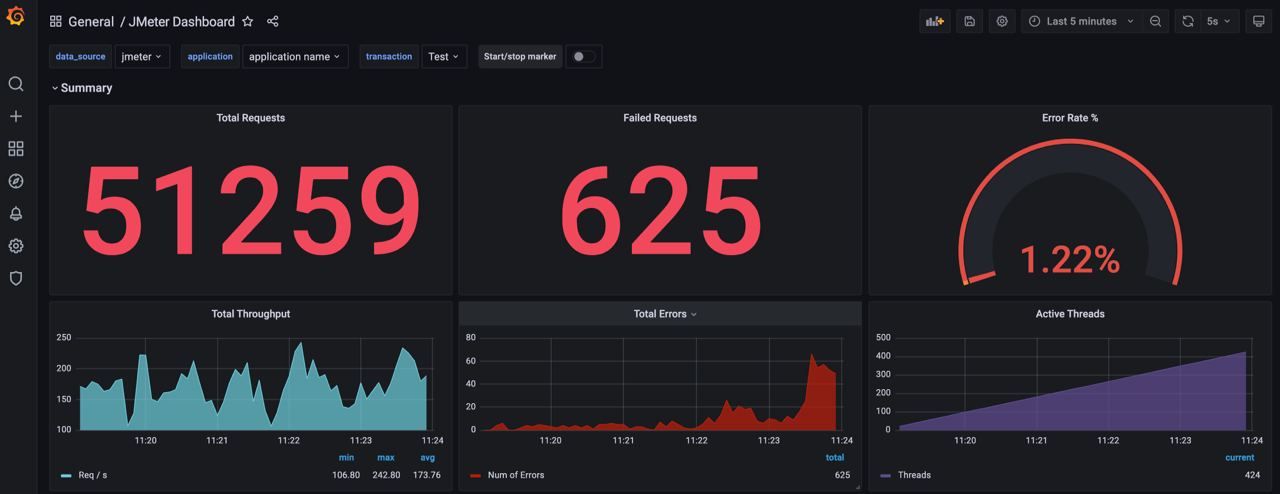 General / JMeter Dashboard
Last 5 minutes
5s
data_source jmeter application application name transaction Test Start/stop marker
Summary
Total Requests
51259
Failed Requests
625
Error Rate %
1.22%
Total Throughput
250
200
150
100
11:20 11:21 11:22 11:23 11:24
min max avg
Req / s 106.80 242.80 173.76
Total Errors
80
60
40
20
0
11:20 11:21 11:22 11:23 11:24
total
Num of Errors 625
Active Threads
500
400
300
200
100
0
11:20 11:21 11:22 11:23 11:24
current
Threads 424